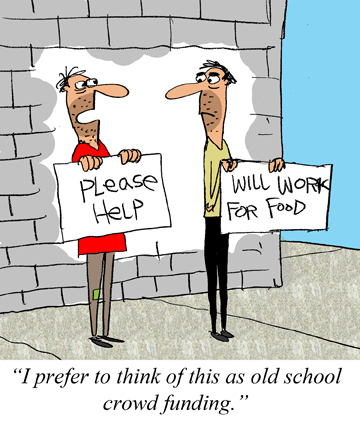 PLEASE
HELP
WILL WORK
FOR FOOD
“I prefer to think of this as old school
crowd funding.”